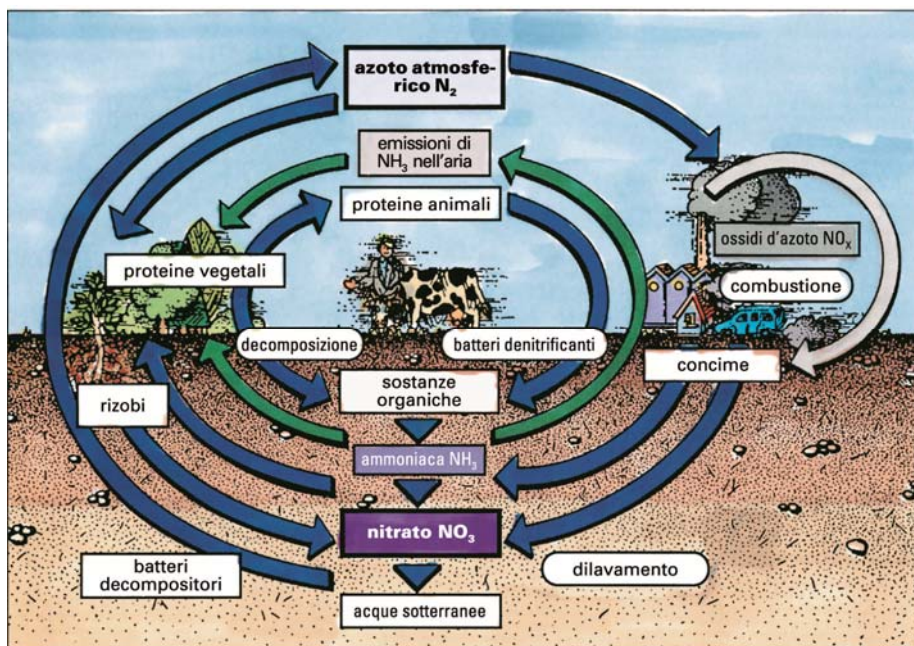 azoto atmosfe-
rico N₂
emissioni di
NH₃ nell'aria
proteine animali
ossidi d'azoto NOₓ
proteine vegetali
combustione
decomposizione
batteri denitrificanti
concime
sostanze
organiche
rizobi
ammoniaca NH₃
nitrato NO₃
batteri
decompositori
dilavamento
acque sotterranee